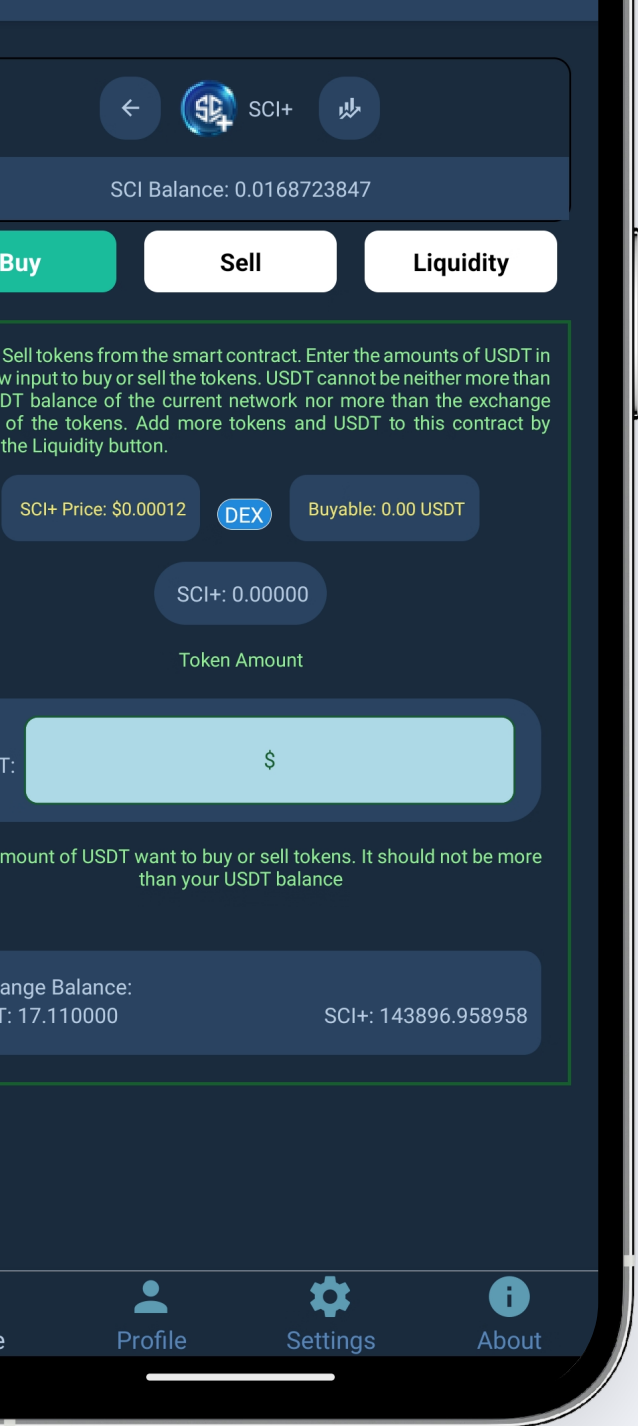 SCI+
SCI Balance: 0.0168723847
Buy
Sell
Liquidity
Sell tokens from the smart contract. Enter the amounts of USDT in
w input to buy or sell the tokens. USDT cannot be neither more than
DT balance of the current network nor more than the exchange
of the tokens. Add more tokens and USDT to this contract by
the Liquidity button.
SCI+ Price: $0.00012
DEX
Buyable: 0.00 USDT
SCI+: 0.00000
Token Amount
T:
$
mount of USDT want to buy or sell tokens. It should not be more
than your USDT balance
ange Balance:
T: 17.110000
SCI+: 143896.958958
e
Profile
Settings
About